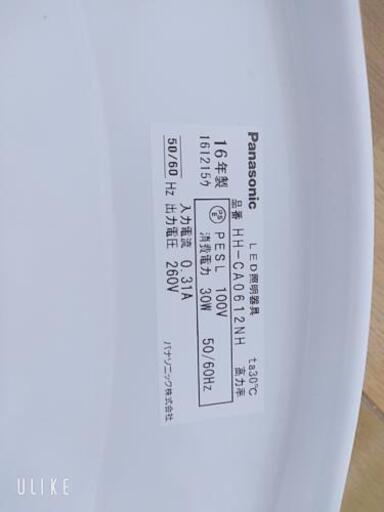 Panasonic LED照明器具 ta30℃
品番 HH-CA0612NH 高力率
16年製
161215ウ
PS
E
PESL 100V 50/60Hz
消費電力 30W
入力電流 0.31A
50/60 Hz 出力電圧 260V
パナソニック株式会社
ULIKE